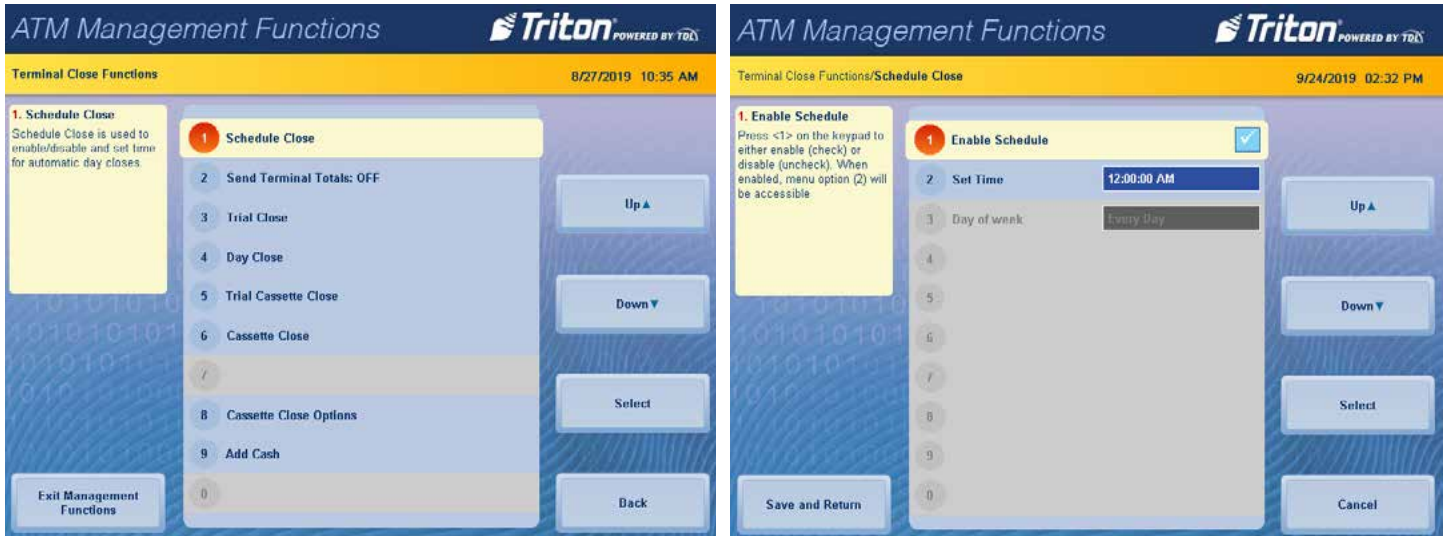 ATM Management Functions
Triton POWERED BY TDL
Terminal Close Functions
8/27/2019 10:35 AM
1. Schedule Close
Schedule Close is used to
enable/disable and set time
for automatic day closes.
1 Schedule Close
2 Send Terminal Totals: OFF
3 Trial Close
4 Day Close
5 Trial Cassette Close
6 Cassette Close
7
8 Cassette Close Options
9 Add Cash
0
Up▲
Down▼
Select
Exit Management
Functions
Back
ATM Management Functions
Triton POWERED BY TDL
Terminal Close Functions/Schedule Close
9/24/2019 02:32 PM
1. Enable Schedule
Press <1> on the keypad to
either enable (check) or
disable (uncheck). When
enabled, menu option (2) will
be accessible
1 Enable Schedule
2 Set Time 12:00:00 AM
3 Day of week Every Day
4
5
6
7
8
9
0
Up▲
Down▼
Select
Save and Return
Cancel